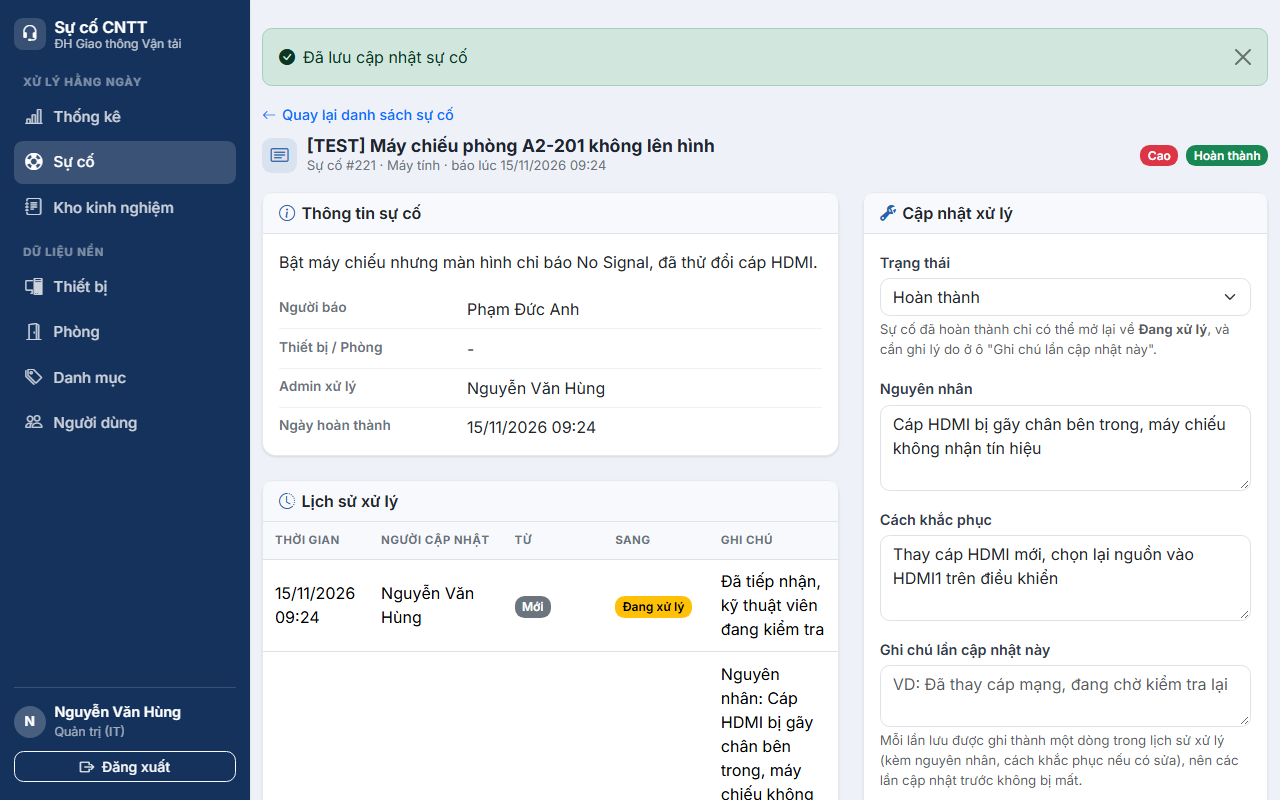 Sự cố CNTT
ĐH Giao thông Vận tải
XỬ LÝ HẰNG NGÀY
Thống kê
Sự cố
Kho kinh nghiệm
DỮ LIỆU NỀN
Thiết bị
Phòng
Danh mục
Người dùng
N
Nguyễn Văn Hùng
Quản trị (IT)
Đăng xuất
Đã lưu cập nhật sự cố
← Quay lại danh sách sự cố
[TEST] Máy chiếu phòng A2-201 không lên hình
Sự cố #221 · Máy tính · báo lúc 15/11/2026 09:24
Cao
Hoàn thành
Thông tin sự cố
Bật máy chiếu nhưng màn hình chỉ báo No Signal, đã thử đổi cáp HDMI.
Người báo
Phạm Đức Anh
Thiết bị / Phòng
-
Admin xử lý
Nguyễn Văn Hùng
Ngày hoàn thành
15/11/2026 09:24
Lịch sử xử lý
THỜI GIAN
NGƯỜI CẬP NHẬT
TỪ
SANG
GHI CHÚ
15/11/2026
09:24
Nguyễn Văn
Hùng
Mới
Đang xử lý
Đã tiếp nhận,
kỹ thuật viên
đang kiểm tra
Nguyên
nhân: Cáp
HDMI bị gãy
chân bên
trong, máy
chiếu không
Cập nhật xử lý
Trạng thái
Hoàn thành
Sự cố đã hoàn thành chỉ có thể mở lại về Đang xử lý, và
cần ghi lý do ở ô "Ghi chú lần cập nhật này".
Nguyên nhân
Cáp HDMI bị gãy chân bên trong, máy chiếu
không nhận tín hiệu
Cách khắc phục
Thay cáp HDMI mới, chọn lại nguồn vào
HDMI1 trên điều khiển
Ghi chú lần cập nhật này
VD: Đã thay cáp mạng, đang chờ kiểm tra lại
Mỗi lần lưu được ghi thành một dòng trong lịch sử xử lý
(kèm nguyên nhân, cách khắc phục nếu có sửa), nên các
lần cập nhật trước không bị mất.